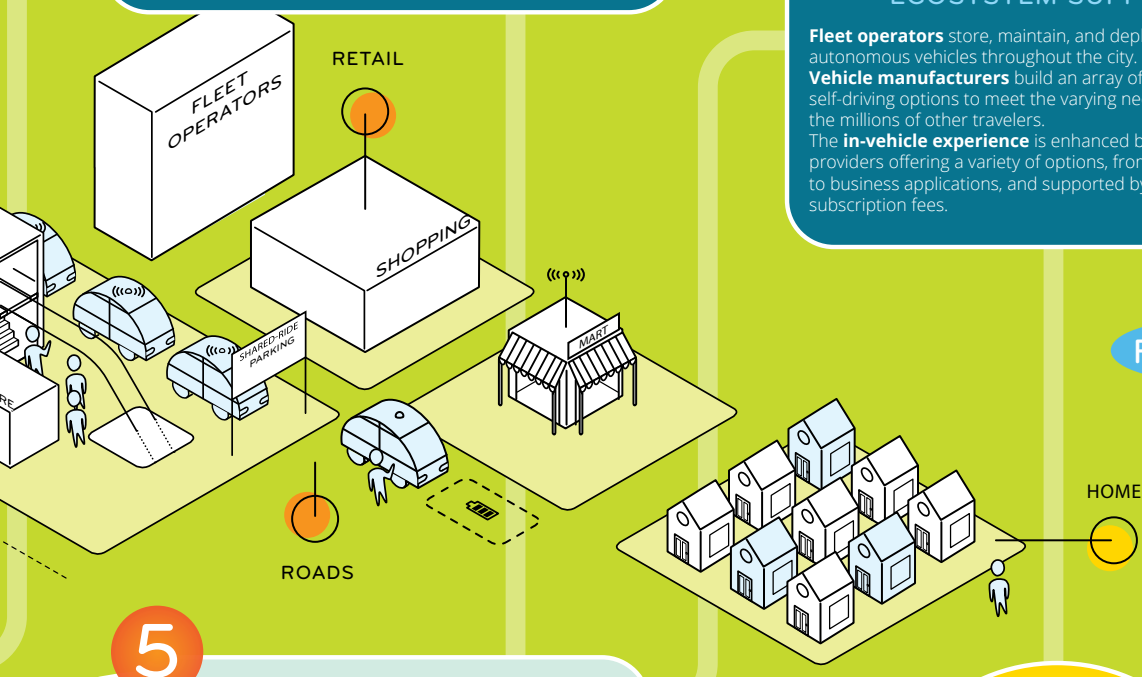 FLEET
OPERATORS
RETAIL
SHOPPING
MART
SHARED-RIDE
PARKING
ROADS
HOME
5
Fleet operators store, maintain, and
autonomous vehicles throughout the city.
Vehicle manufacturers build an array of
self-driving options to meet the varying
the millions of other travelers.
The in-vehicle experience is enhanced
providers offering a variety of options, from
to business applications, and supported by
subscription fees.